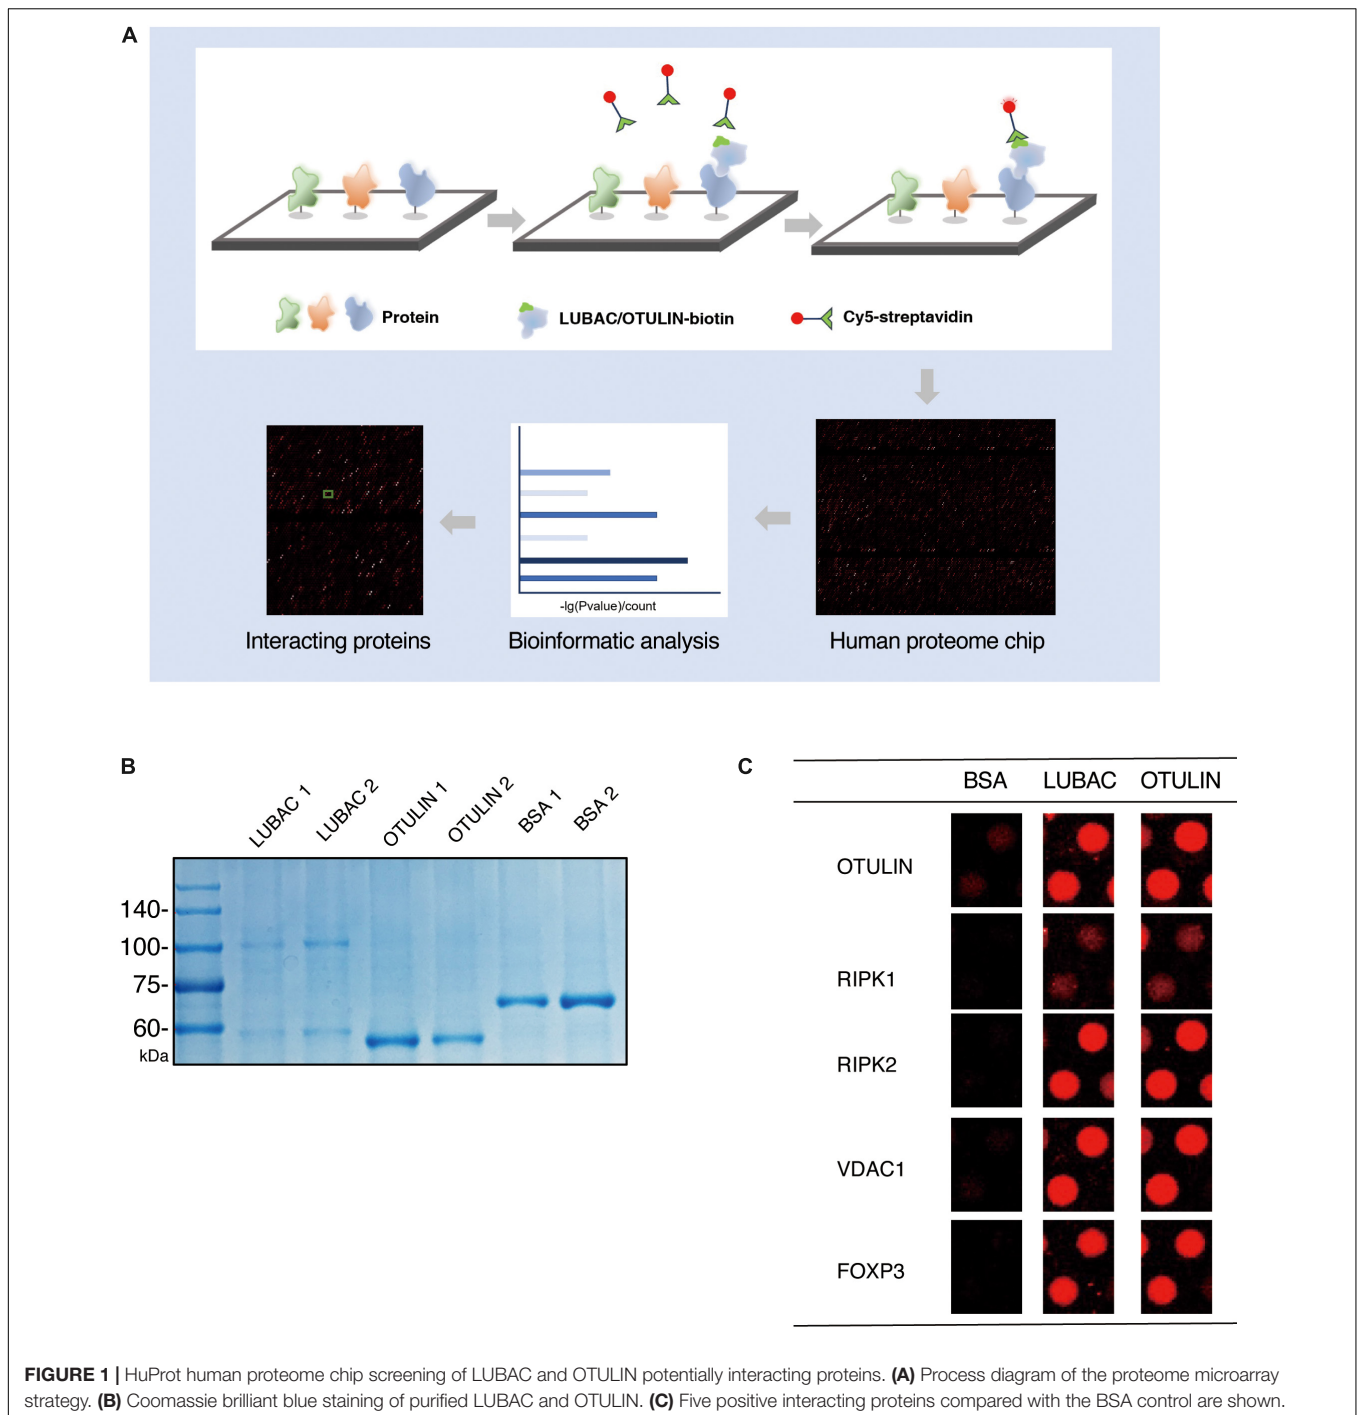 A
Protein
LUBAC/OTULIN-biotin
Cy5-streptavidin
-lg(Pvalue)/count
Interacting proteins
Bioinformatic analysis
Human proteome chip
B
LUBAC 1
LUBAC 2
OTULIN 1
OTULIN 2
BSA 1
BSA 2
140-
100-
75-
60-
kDa
C
BSA LUBAC OTULIN
OTULIN
RIPK1
RIPK2
VDAC1
FOXP3
FIGURE 1 | HuProt human proteome chip screening of LUBAC and OTULIN potentially interacting proteins. (A) Process diagram of the proteome microarray
strategy. (B) Coomassie brilliant blue staining of purified LUBAC and OTULIN. (C) Five positive interacting proteins compared with the BSA control are shown.